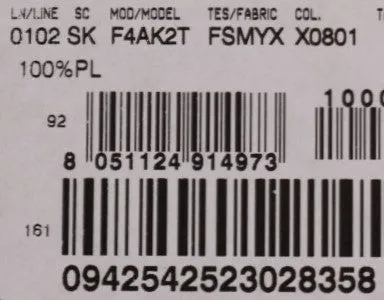 LN/LINE SC MOD/MODEL TES/FABRIC COL.
0102 SK F4AK2T FSMYX X0801
100%PL
1000
92
8 051124 914973
161
0942542523028358